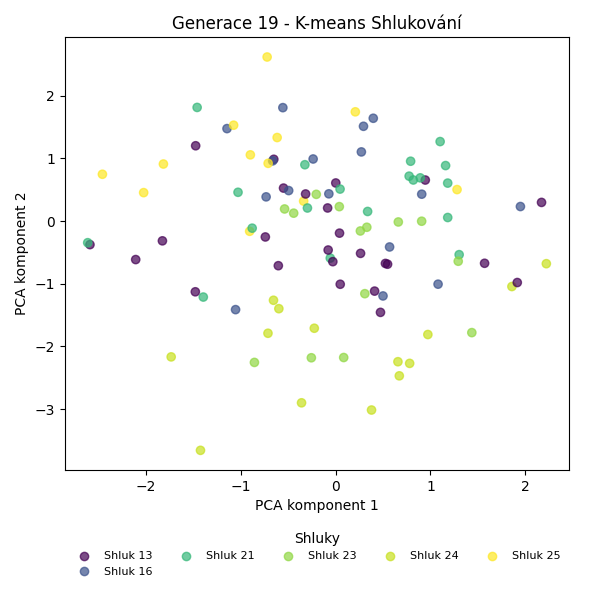 Generace 19 - K-means Shlukování
PCA komponent 2
2
1
0
−1
−2
−3
−2
−1
0
1
2
PCA komponent 1
Shluky
Shluk 13
Shluk 21
Shluk 23
Shluk 24
Shluk 25
Shluk 16